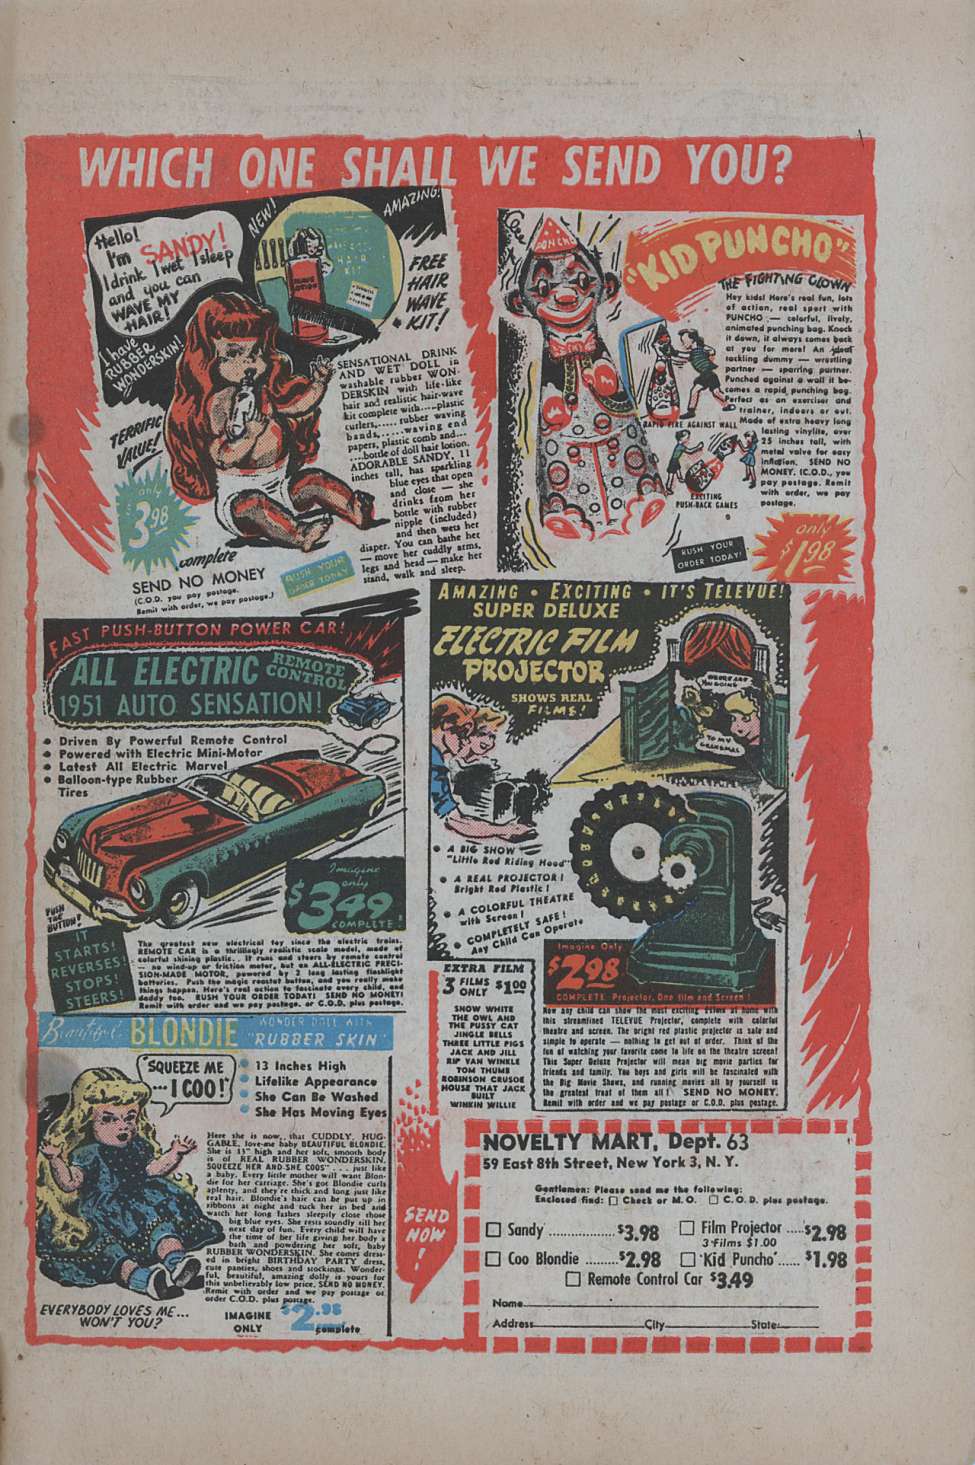 WHICH ONE SHALL WE SEND YOU?
Hello!
I'm
SANDY!
I drink I wet I sleep
and you can
WAVE MY
HAIR!
I have
RUBBER
WONDERSKIN!
NEW!
AMAZING!
FREE
HAIR
WAVE
KIT!
TERRIFIC
VALUE!
only
$3.98
complete
SEND NO MONEY
(C.O.D. you pay postage.
Remit with order, we pay postage.)
RUSH YOUR
ORDER TODAY!
SENSATIONAL DRINK
AND WET DOLL in
washable rubber WON-
DERSKIN with life-like
hair and realistic hair-wave
kit complete with.....plastic
curlers,......rubber waving
bands,......waving end
papers, plastic comb and...
....bottle of doll hair lotion.
ADORABLE SANDY, 11
inches tall, has sparkling
blue eyes that open
and close — she
drinks from her
bottle with rubber
nipple (included)
and then wets her
diaper. You can bathe her
— move her cuddly arms,
legs and head — make her
stand, walk and sleep.
PUNCHO
"KID PUNCHO"
THE FIGHTING CLOWN
Hey kids! Here's real fun, lots
of action, real sport with
PUNCHO — colorful, lively,
animated punching bag. Knock
it down, it always comes back
at you for more! An ideal
tackling dummy — wrestling
partner — sparring partner.
Punched against a wall it be-
comes a rapid punching bag.
Perfect as an exerciser and
trainer, indoors or out.
Made of extra heavy long
lasting vinylite, over
25 inches tall, with
metal valve for easy
inflation. SEND NO
MONEY. (C.O.D., you
pay postage. Remit
with order, we pay
postage.
RAPID FIRE AGAINST WALL
EXCITING
PUSH-BACK GAMES
RUSH YOUR
ORDER TODAY!
only
$1.98
FAST PUSH-BUTTON POWER CAR!
ALL ELECTRIC REMOTE CONTROL
1951 AUTO SENSATION!
Driven By Powerful Remote Control
Powered with Electric Mini-Motor
Latest All Electric Marvel
Balloon-type Rubber
Tires
PUSH
THE
BUTTON!
IT
STARTS!
REVERSES!
STOPS!
STEERS!
Imagine
only
$3.49
COMPLETE!
The greatest new electrical toy since the electric trains.
REMOTE CAR is a thrillingly realistic scale model, made of
colorful shining plastic. It runs and steers by remote control
— no wind-up or friction motor, but an ALL-ELECTRIC PRECI-
SION-MADE MOTOR, powered by 2 long lasting flashlight
batteries. Push the magic roastat button, and you really make
things happen. Here's real action to fascinate every child, and
daddy too. RUSH YOUR ORDER TODAY! SEND NO MONEY!
Remit with order and we pay postage, or C.O.D. plus postage.
AMAZING • EXCITING • IT'S TELEVUE!
SUPER DELUXE
ELECTRIC FILM
PROJECTOR
SHOWS REAL
FILMS!
WHERE ARE
YOU GOING
TO MY
GRANDMAS
A BIG SHOW
"Little Red Riding Hood"
A REAL PROJECTOR!
Bright Red Plastic!
A COLORFUL THEATRE
with Screen!
COMPLETELY SAFE!
Any Child Can Operate
Imagine Only
$2.98
COMPLETE Projector, One film and Screen!
EXTRA FILM
3 FILMS ONLY $1.00
SNOW WHITE
THE OWL AND
THE PUSSY CAT
JINGLE BELLS
THREE LITTLE PIGS
JACK AND JILL
RIP VAN WINKLE
TOM THUMB
ROBINSON CRUSOE
HOUSE THAT JACK
BUILT
WINKIN WILLIE
Now any child can show the most exciting films at home with
this streamlined TELEVUE Projector, complete with colorful
theatre and screen. The bright red plastic projector is safe and
simple to operate — nothing to get out of order. Think of the
fun of watching your favorite come to life on the theatre screen!
This Super Deluxe Projector will mean big movie parties for
friends and family. You boys and girls will be fascinated with
the Big Movie Shows, and running movies all by yourself is
the greatest treat of them all! SEND NO MONEY.
Remit with order and we pay postage or C.O.D. plus postage.
Beautiful BLONDIE WONDER DOLL WITH
"RUBBER SKIN"
"SQUEEZE ME
...I COO!"
13 Inches High
Lifelike Appearance
She Can Be Washed
She Has Moving Eyes
Here she is now, that CUDDLY, HUG-
GABLE, love-me baby BEAUTIFUL BLONDIE.
She is 13" high and her soft, smooth body
is of REAL RUBBER WONDERSKIN.
SQUEEZE HER AND SHE COOS" . . . just like
a baby. Every little mother will want Blon-
die for her carriage. She's got Blondie curls
aplenty, and they're thick and long just like
real hair. Blondie's hair can be put up in
ribbons at night and tuck her in bed and
watch her long lashes sleepily close those
big blue eyes. She rests soundly till her
next day of fun. Every child will have
the time of her life giving her body a
bath and powdering her soft, baby
RUBBER WONDERSKIN. She comes dress-
ed in bright BIRTHDAY PARTY dress,
cute panties, shoes and stockings. Wonder-
ful, beautiful, amazing dolly is yours for
this unbelievably low price. SEND NO MONEY.
Remit with order and we pay postage or
order C.O.D. plus postage.
EVERYBODY LOVES ME...
WON'T YOU?
IMAGINE
ONLY
$2.98
complete
SEND
NOW
!
NOVELTY MART, Dept. 63
59 East 8th Street, New York 3, N. Y.
Gentlemen: Please send me the following:
Enclosed find: □ Check or M. O. □ C. O. D. plus postage.
□ Sandy ..................$3.98 □ Film Projector .....$2.98
3 Films $1.00
□ Coo Blondie .........$2.98 □ 'Kid Puncho'......$1.98
□ Remote Control Car $3.49
Name
Address City State